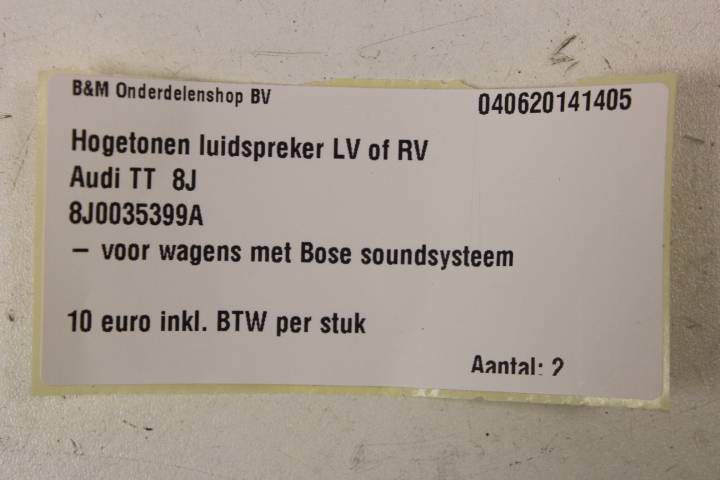 B&M Onderdelenshop BV
040620141405
Hogetonen luidspreker LV of RV
Audi TT 8J
8J0035399A
– voor wagens met Bose soundsysteem
10 euro inkl. BTW per stuk
Aantal: 2